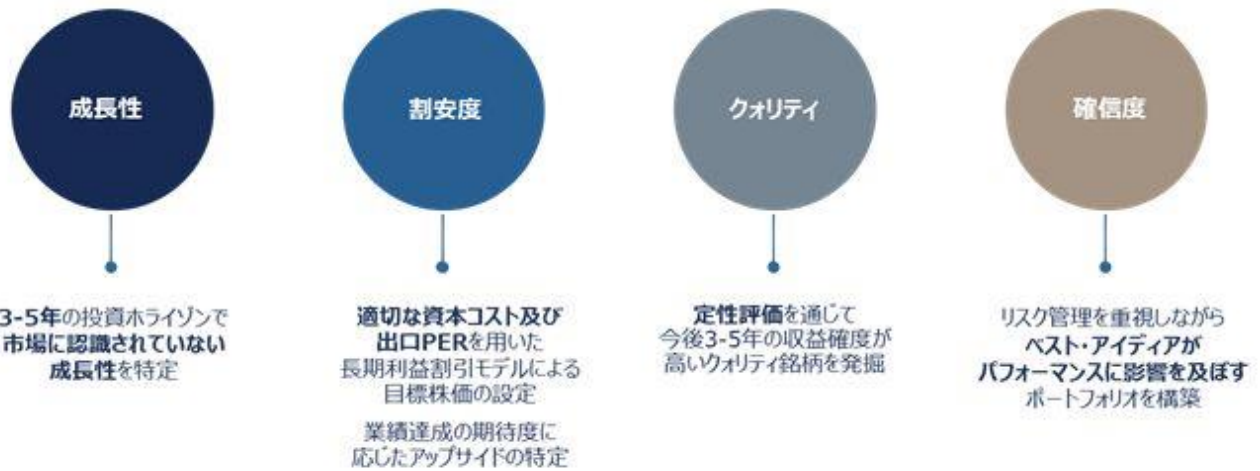 成長性
3-5年の投資ホライゾンで
市場に認識されていない
成長性を特定
割安度
適切な資本コスト及び
出口PERを用いた
長期利益割引モデルによる
目標株価の設定
業績達成の期待度に
応じたアップサイドの特定
クォリティ
定性評価を通じて
今後3-5年の収益確度が
高いクォリティ銘柄を発掘
確信度
リスク管理を重視しながら
ベスト・アイディアが
パフォーマンスに影響を及ぼす
ポートフォリオを構築